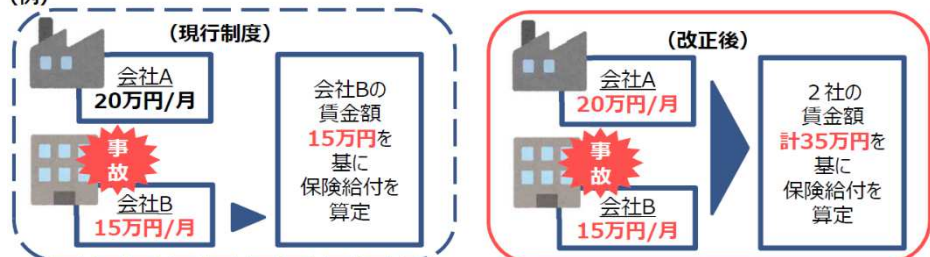 (例)
(現行制度)
会社A
20万円/月
事故
会社B
15万円/月
会社Bの
賃金額
15万円を
基に
保険給付を
算定
(改正後)
会社A
20万円/月
事故
会社B
15万円/月
2社の
賃金額
計35万円を
基に
保険給付を
算定